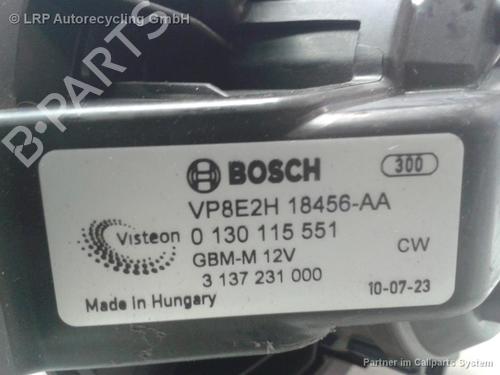 © LRP Autorecycling GmbH
B-PARTS
BOSCH
300
VP8E2H 18456-AA
Visteon
0 130 115 551
GBM-M 12V
CW
3 137 231 000
Made in Hungary
10-07-23
Partner im Callparts System